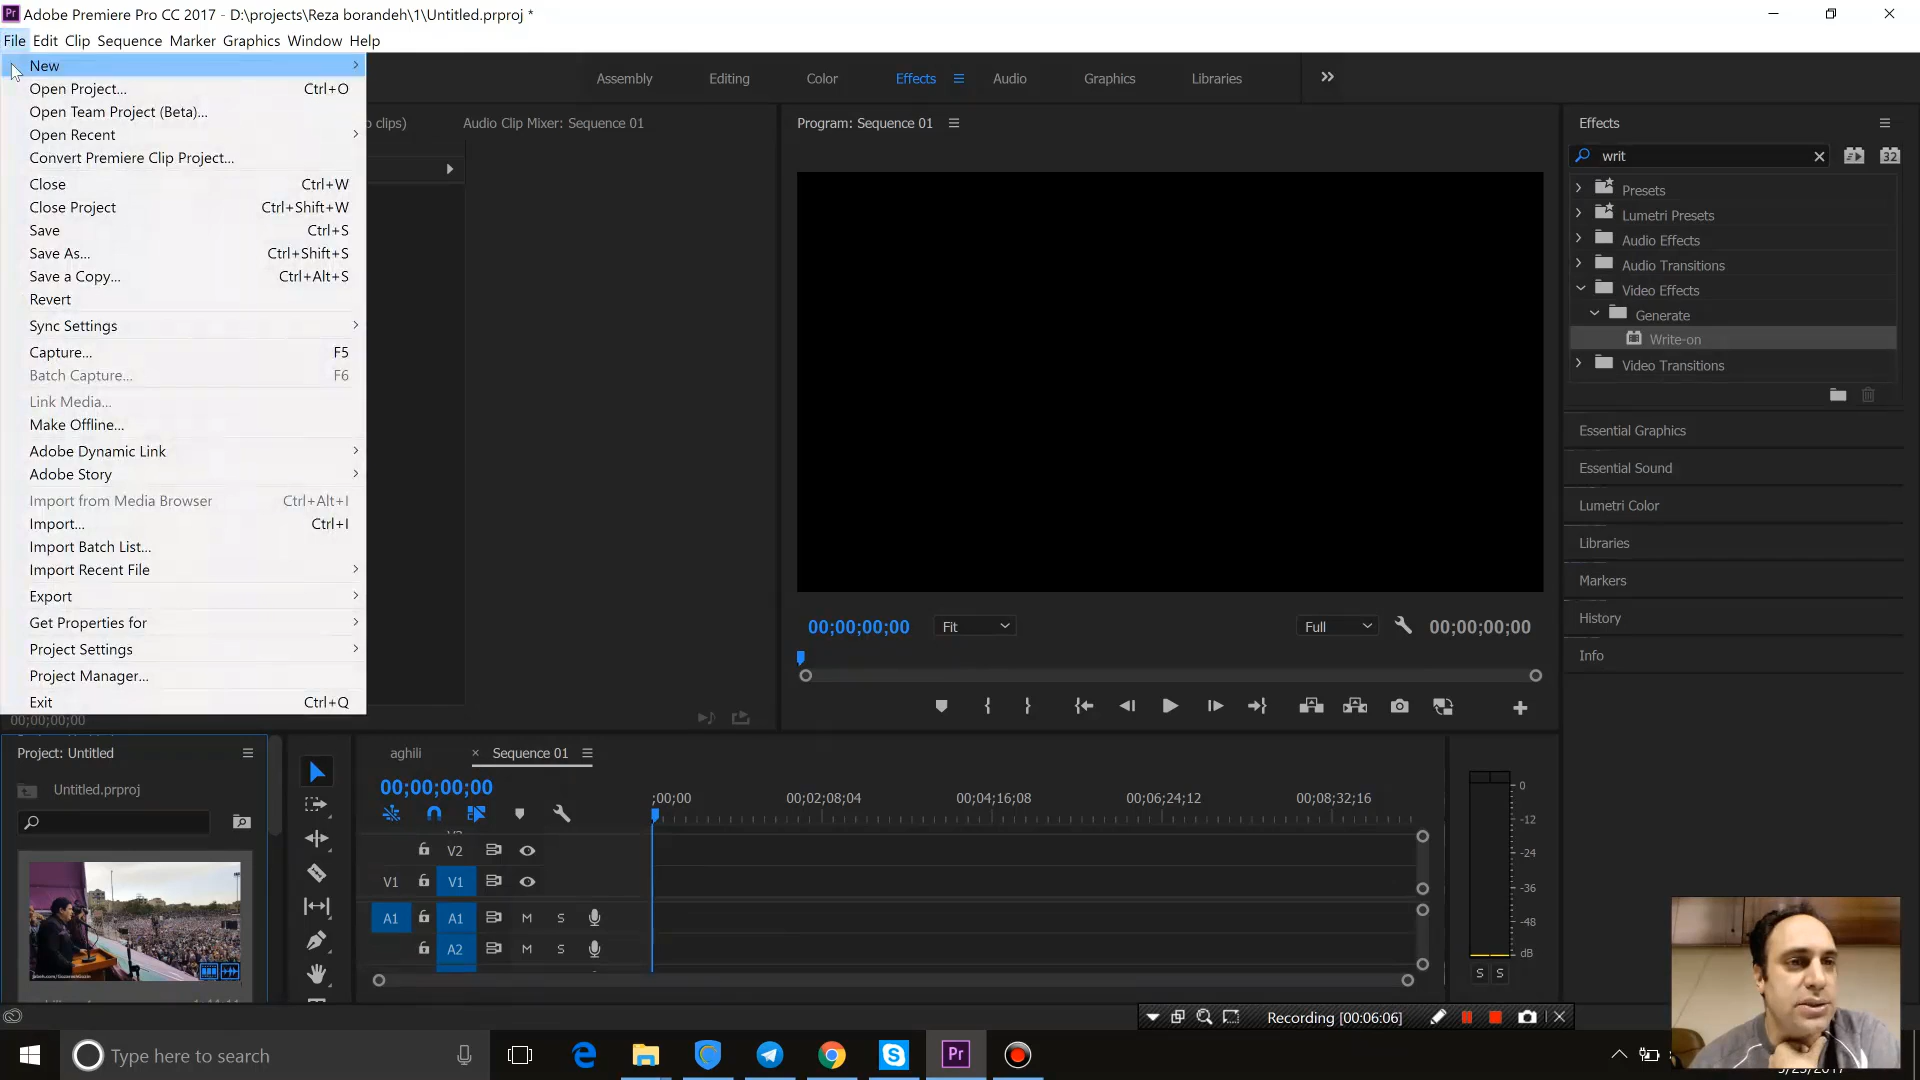 Adobe Premiere Pro CC 2017 - D:\projects\Reza borandeh\1\Untitled.prproj *
File Edit Clip Sequence Marker Graphics Window Help
New
Open Project... Ctrl+O
Open Team Project (Beta)...
Open Recent
Convert Premiere Clip Project...
Close Ctrl+W
Close Project Ctrl+Shift+W
Save Ctrl+S
Save As... Ctrl+Shift+S
Save a Copy... Ctrl+Alt+S
Revert
Sync Settings
Capture... F5
Batch Capture... F6
Link Media...
Make Offline...
Adobe Dynamic Link
Adobe Story
Import from Media Browser Ctrl+Alt+I
Import... Ctrl+I
Import Batch List...
Import Recent File
Export
Get Properties for
Project Settings
Project Manager...
Exit Ctrl+Q
00;00;00;00
Assembly Editing Color Effects Audio Graphics Libraries
clips) Audio Clip Mixer: Sequence 01
Program: Sequence 01
00;00;00;00 Fit Full 00;00;00;00
Effects
writ
32
Presets
Lumetri Presets
Audio Effects
Audio Transitions
Video Effects
Generate
Write-on
Video Transitions
Essential Graphics
Essential Sound
Lumetri Color
Libraries
Markers
History
Info
Project: Untitled
Untitled.prproj
aghili × Sequence 01
00;00;00;00
;00;00 00;02;08;04 00;04;16;08 00;06;24;12 00;08;32;16
V2
V1 V1
A1 A1 M S
A2 M S
0
-12
-24
-36
-48
dB
S S
Recording [00:06:06]
Type here to search
Pr